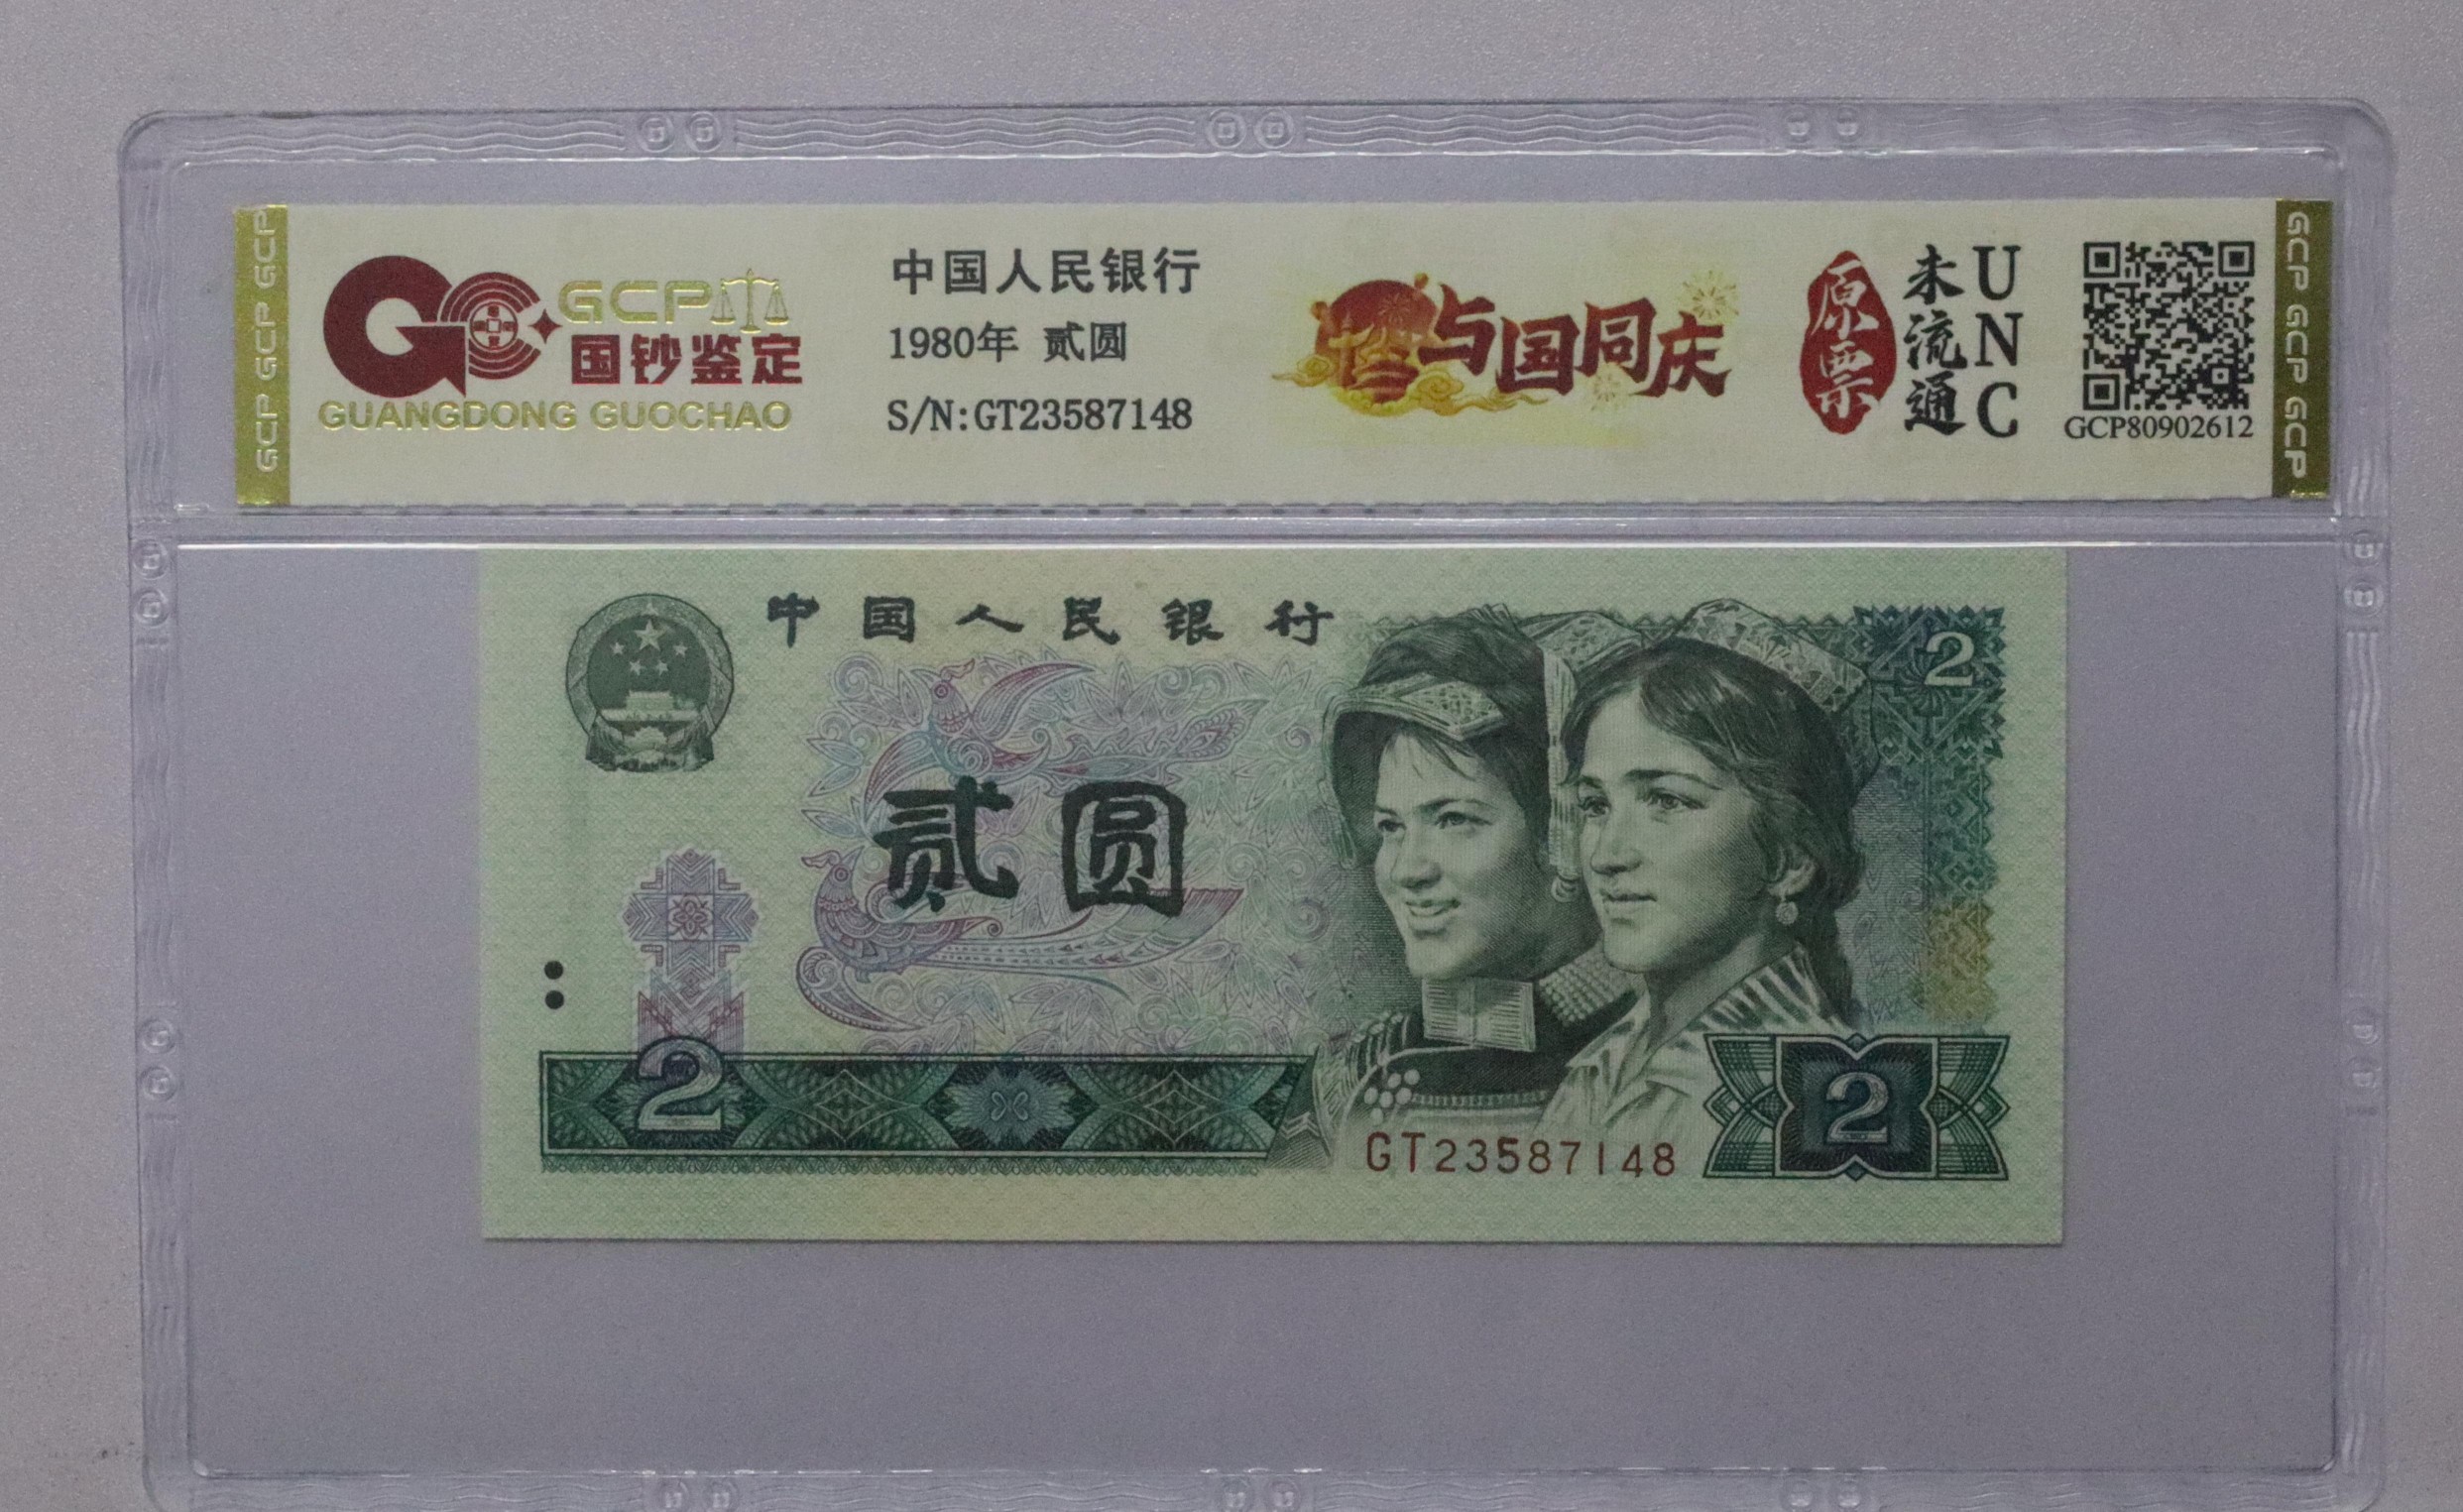 GCP GCP GCP
GCP
国钞鉴定
GUANGDONG GUOCHAO
中国人民银行
1980年 贰圆
S/N:GT23587148
与国同庆
原票
未流通
UNC
GCP80902612
GCP GCP GCP
中国人民银行
2
贰圆
2
2
GT23587148